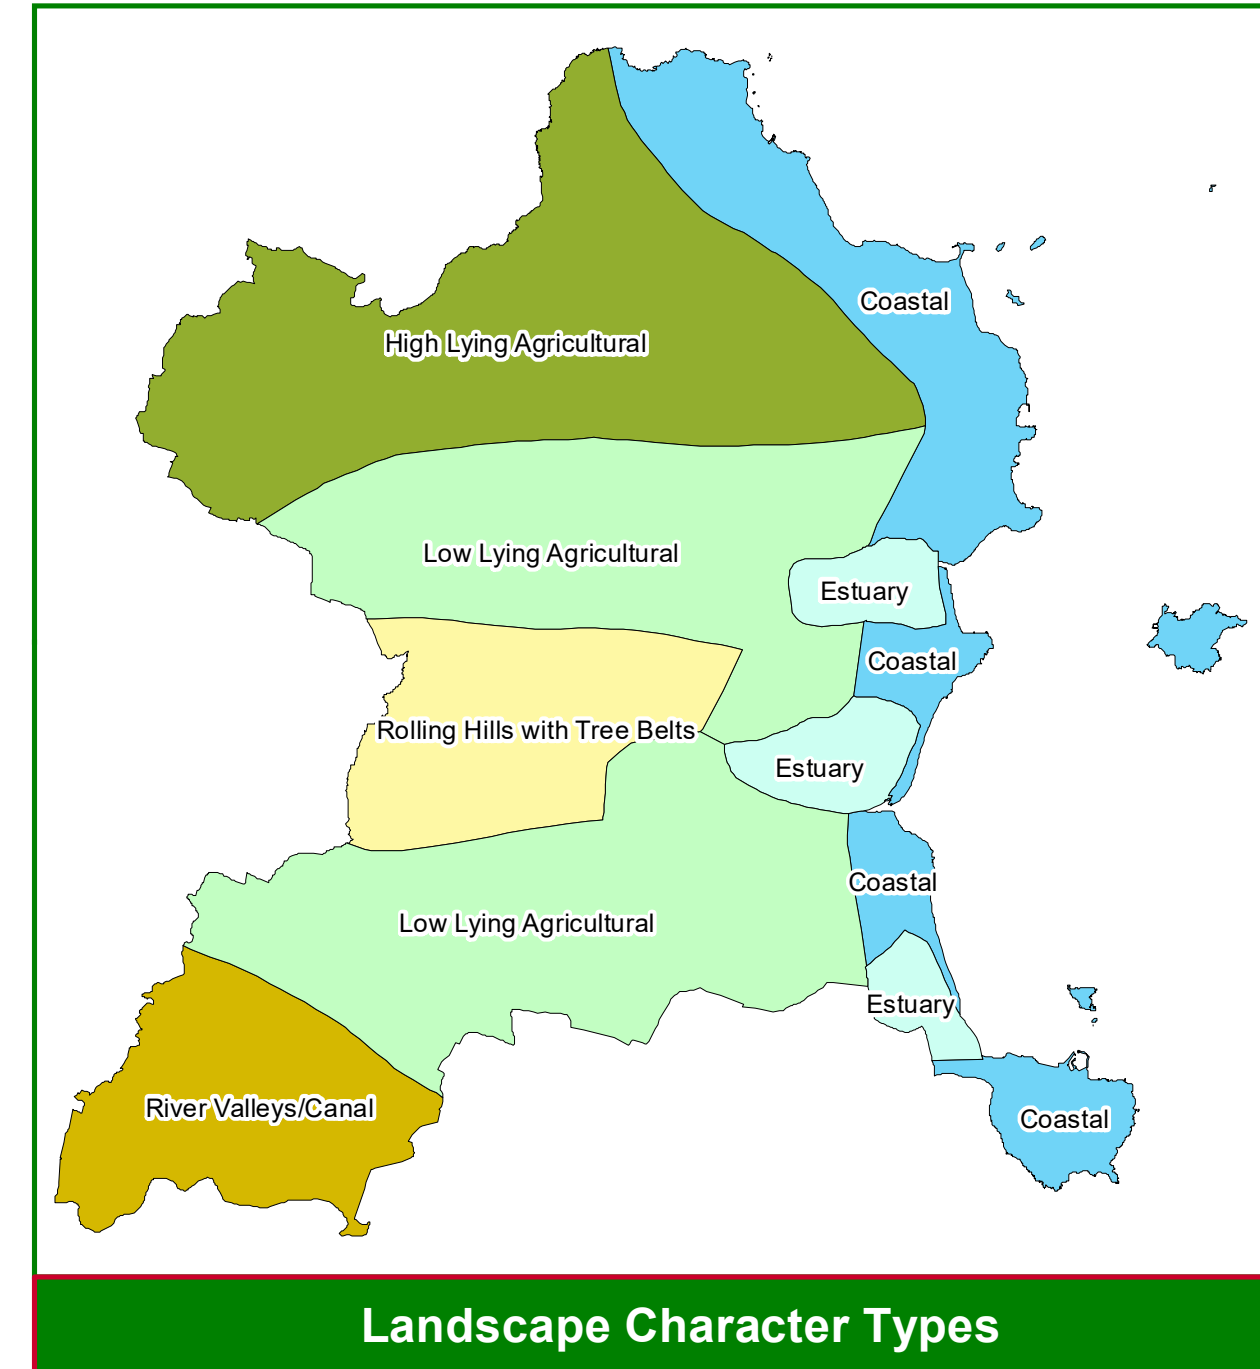 Coastal
High Lying Agricultural
Low Lying Agricultural
Estuary
Coastal
Rolling Hills with Tree Belts
Estuary
Coastal
Low Lying Agricultural
Estuary
River Valleys/Canal
Coastal
Landscape Character Types